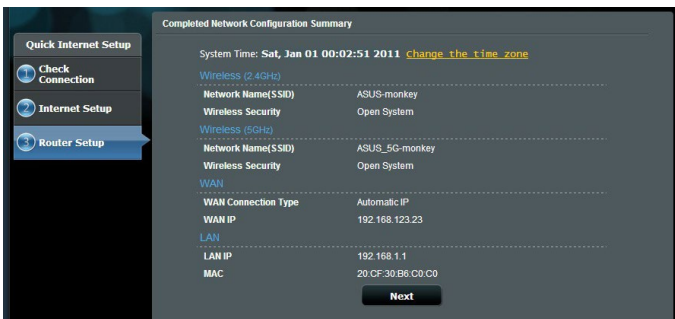 Completed Network Configuration Summary
Quick Internet Setup
1 Check
Connection
2 Internet Setup
3 Router Setup
System Time: Sat, Jan 01 00:02:51 2011 Change the time zone
Wireless (2.4GHz)
Network Name(SSID) ASUS-monkey
Wireless Security Open System
Wireless (5GHz)
Network Name(SSID) ASUS_5G-monkey
Wireless Security Open System
WAN
WAN Connection Type Automatic IP
WAN IP 192.168.123.23
LAN
LAN IP 192.168.1.1
MAC 20:CF:30:B6:C0:C0
Next